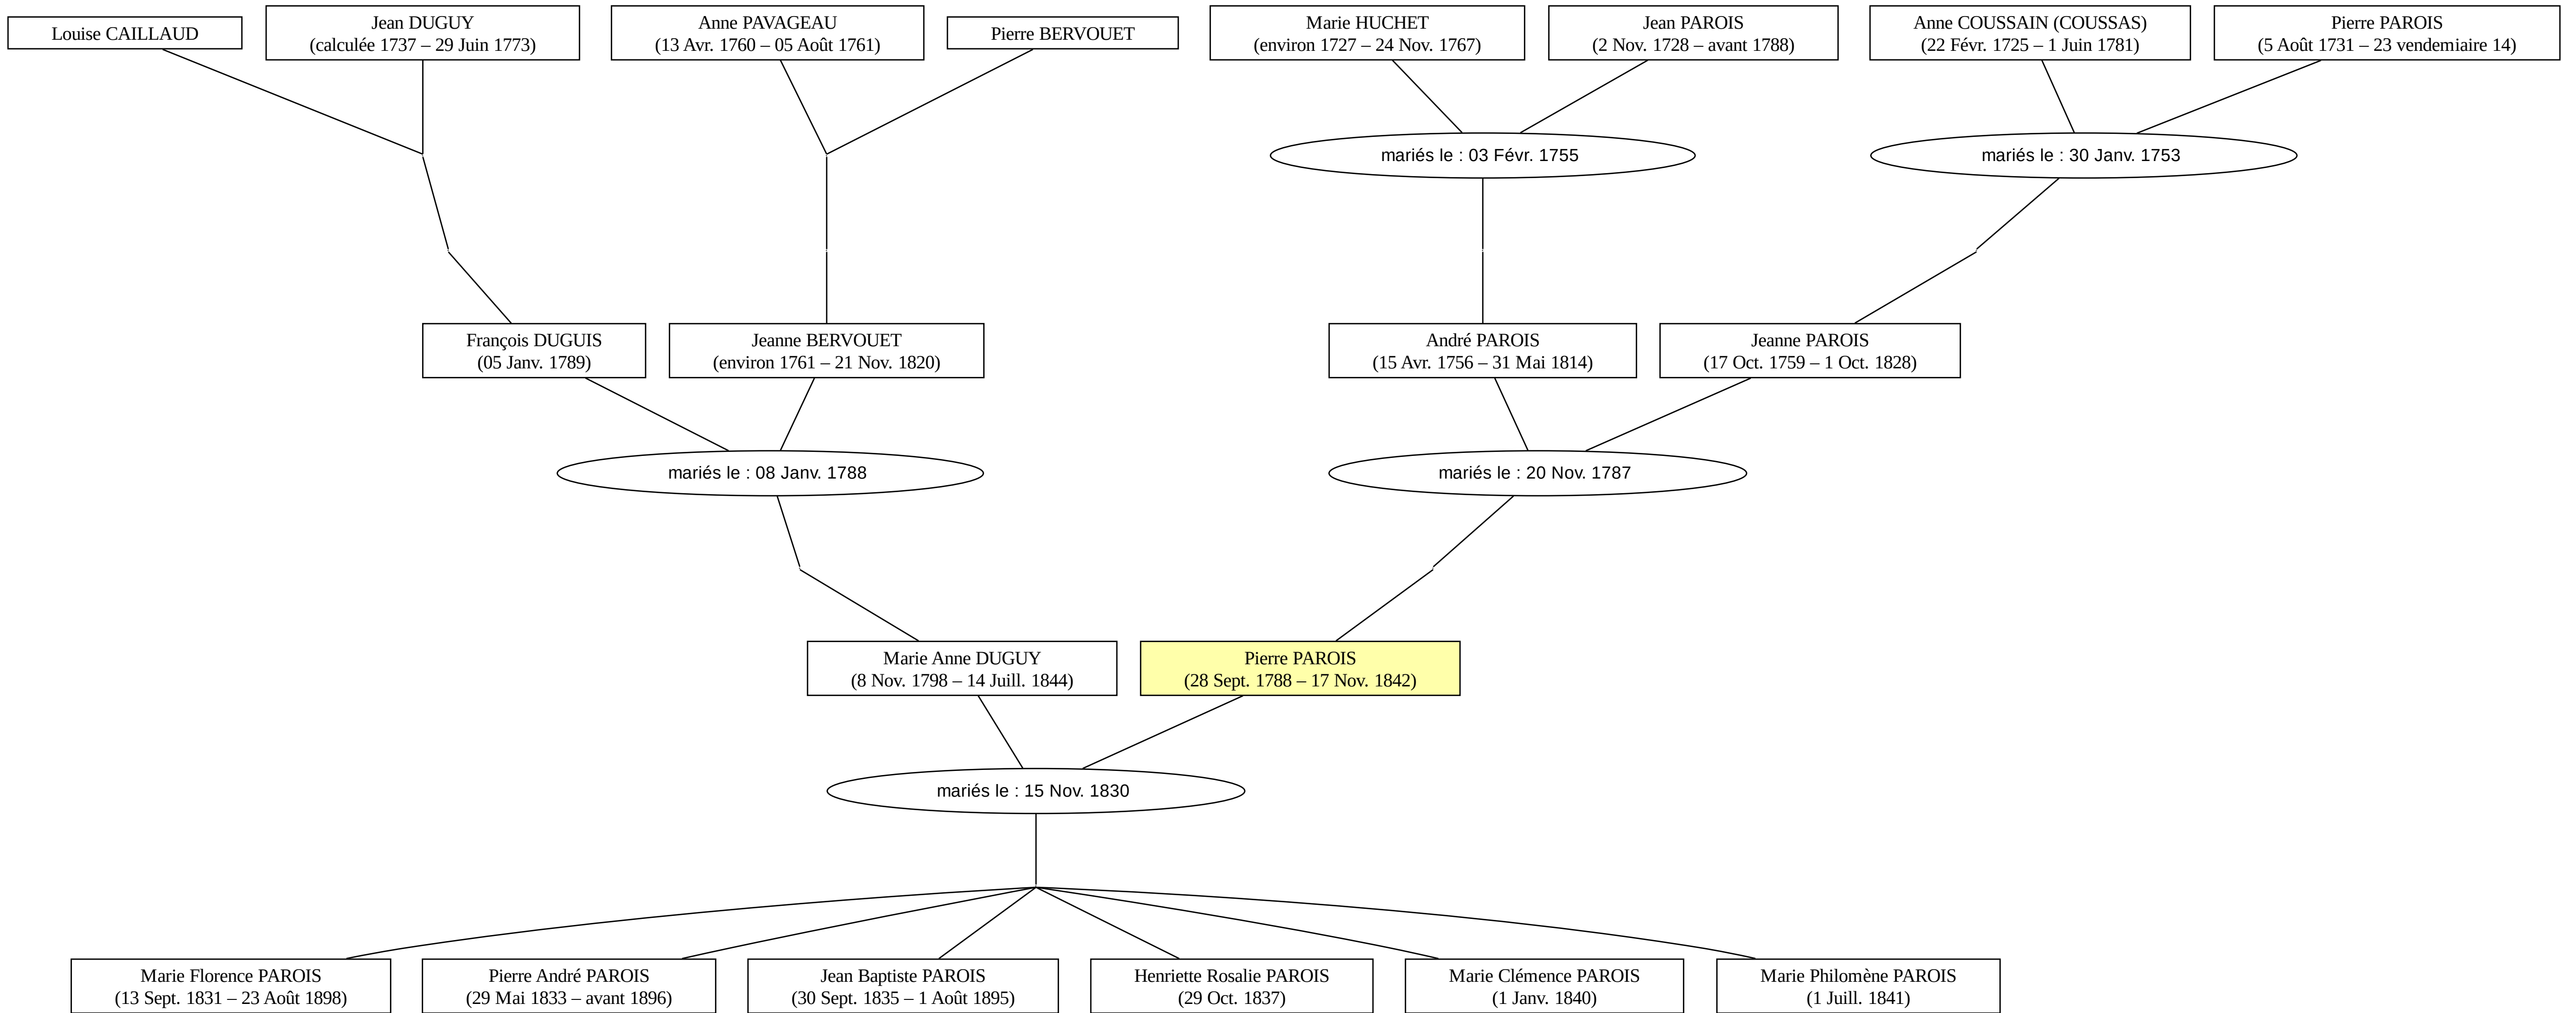 Louise CAILLAUD
Jean DUGUY
(calculée 1737 – 29 Juin 1773)
Anne PAVAGEAU
(13 Avr. 1760 – 05 Août 1761)
Pierre BERVOUET
Marie HUCHET
(environ 1727 – 24 Nov. 1767)
Jean PAROIS
(2 Nov. 1728 – avant 1788)
Anne COUSSAIN (COUSSAS)
(22 Févr. 1725 – 1 Juin 1781)
Pierre PAROIS
(5 Août 1731 – 23 vendemiaire 14)
mariés le : 03 Févr. 1755
mariés le : 30 Janv. 1753
François DUGUIS
(05 Janv. 1789)
Jeanne BERVOUET
(environ 1761 – 21 Nov. 1820)
André PAROIS
(15 Avr. 1756 – 31 Mai 1814)
Jeanne PAROIS
(17 Oct. 1759 – 1 Oct. 1828)
mariés le : 08 Janv. 1788
mariés le : 20 Nov. 1787
Marie Anne DUGUY
(8 Nov. 1798 – 14 Juill. 1844)
Pierre PAROIS
(28 Sept. 1788 – 17 Nov. 1842)
mariés le : 15 Nov. 1830
Marie Florence PAROIS
(13 Sept. 1831 – 23 Août 1898)
Pierre André PAROIS
(29 Mai 1833 – avant 1896)
Jean Baptiste PAROIS
(30 Sept. 1835 – 1 Août 1895)
Henriette Rosalie PAROIS
(29 Oct. 1837)
Marie Clémence PAROIS
(1 Janv. 1840)
Marie Philomène PAROIS
(1 Juill. 1841)